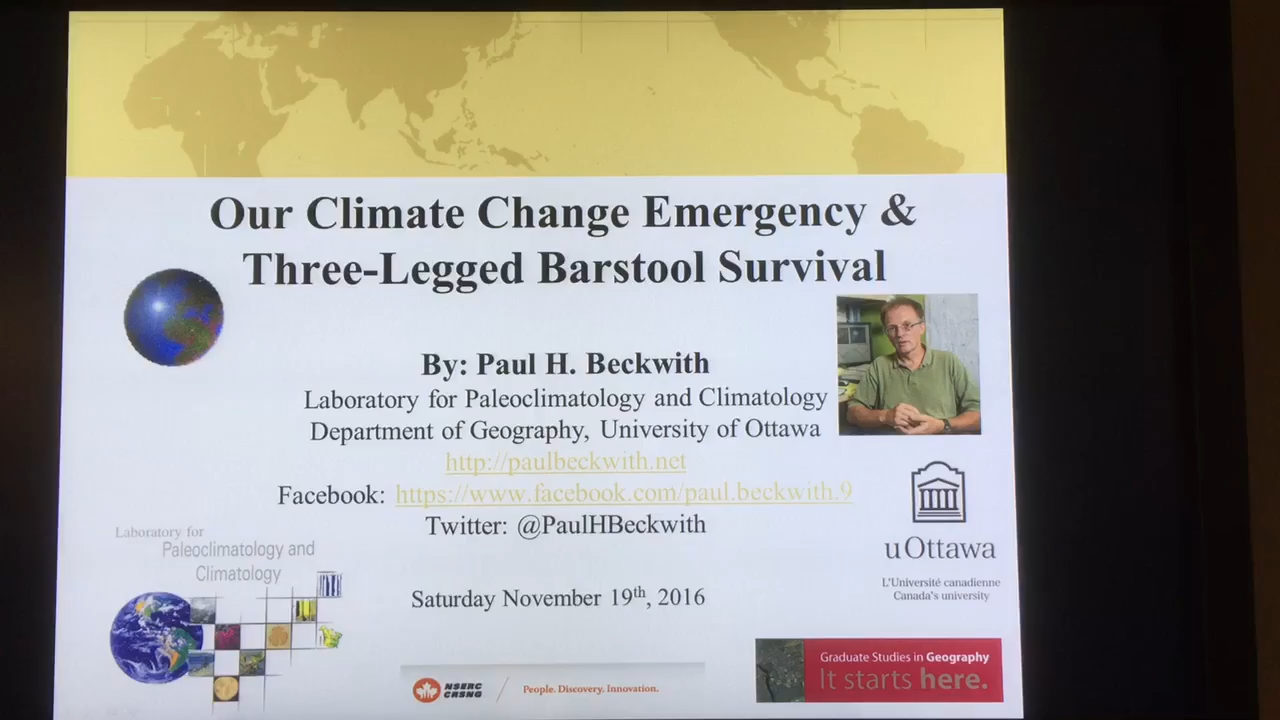 Our Climate Change Emergency &
Three-Legged Barstool Survival
By: Paul H. Beckwith
Laboratory for Paleoclimatology and Climatology
Department of Geography, University of Ottawa
http://paulbeckwith.net
Facebook: https://www.facebook.com/paul.beckwith.9
Twitter: @PaulHBeckwith
Saturday November 19th, 2016
Laboratory for
Paleoclimatology and
Climatology
uOttawa
L'Université canadienne
Canada's university
NSERC
CRSNG
People. Discovery. Innovation.
Graduate Studies in Geography
It starts here.